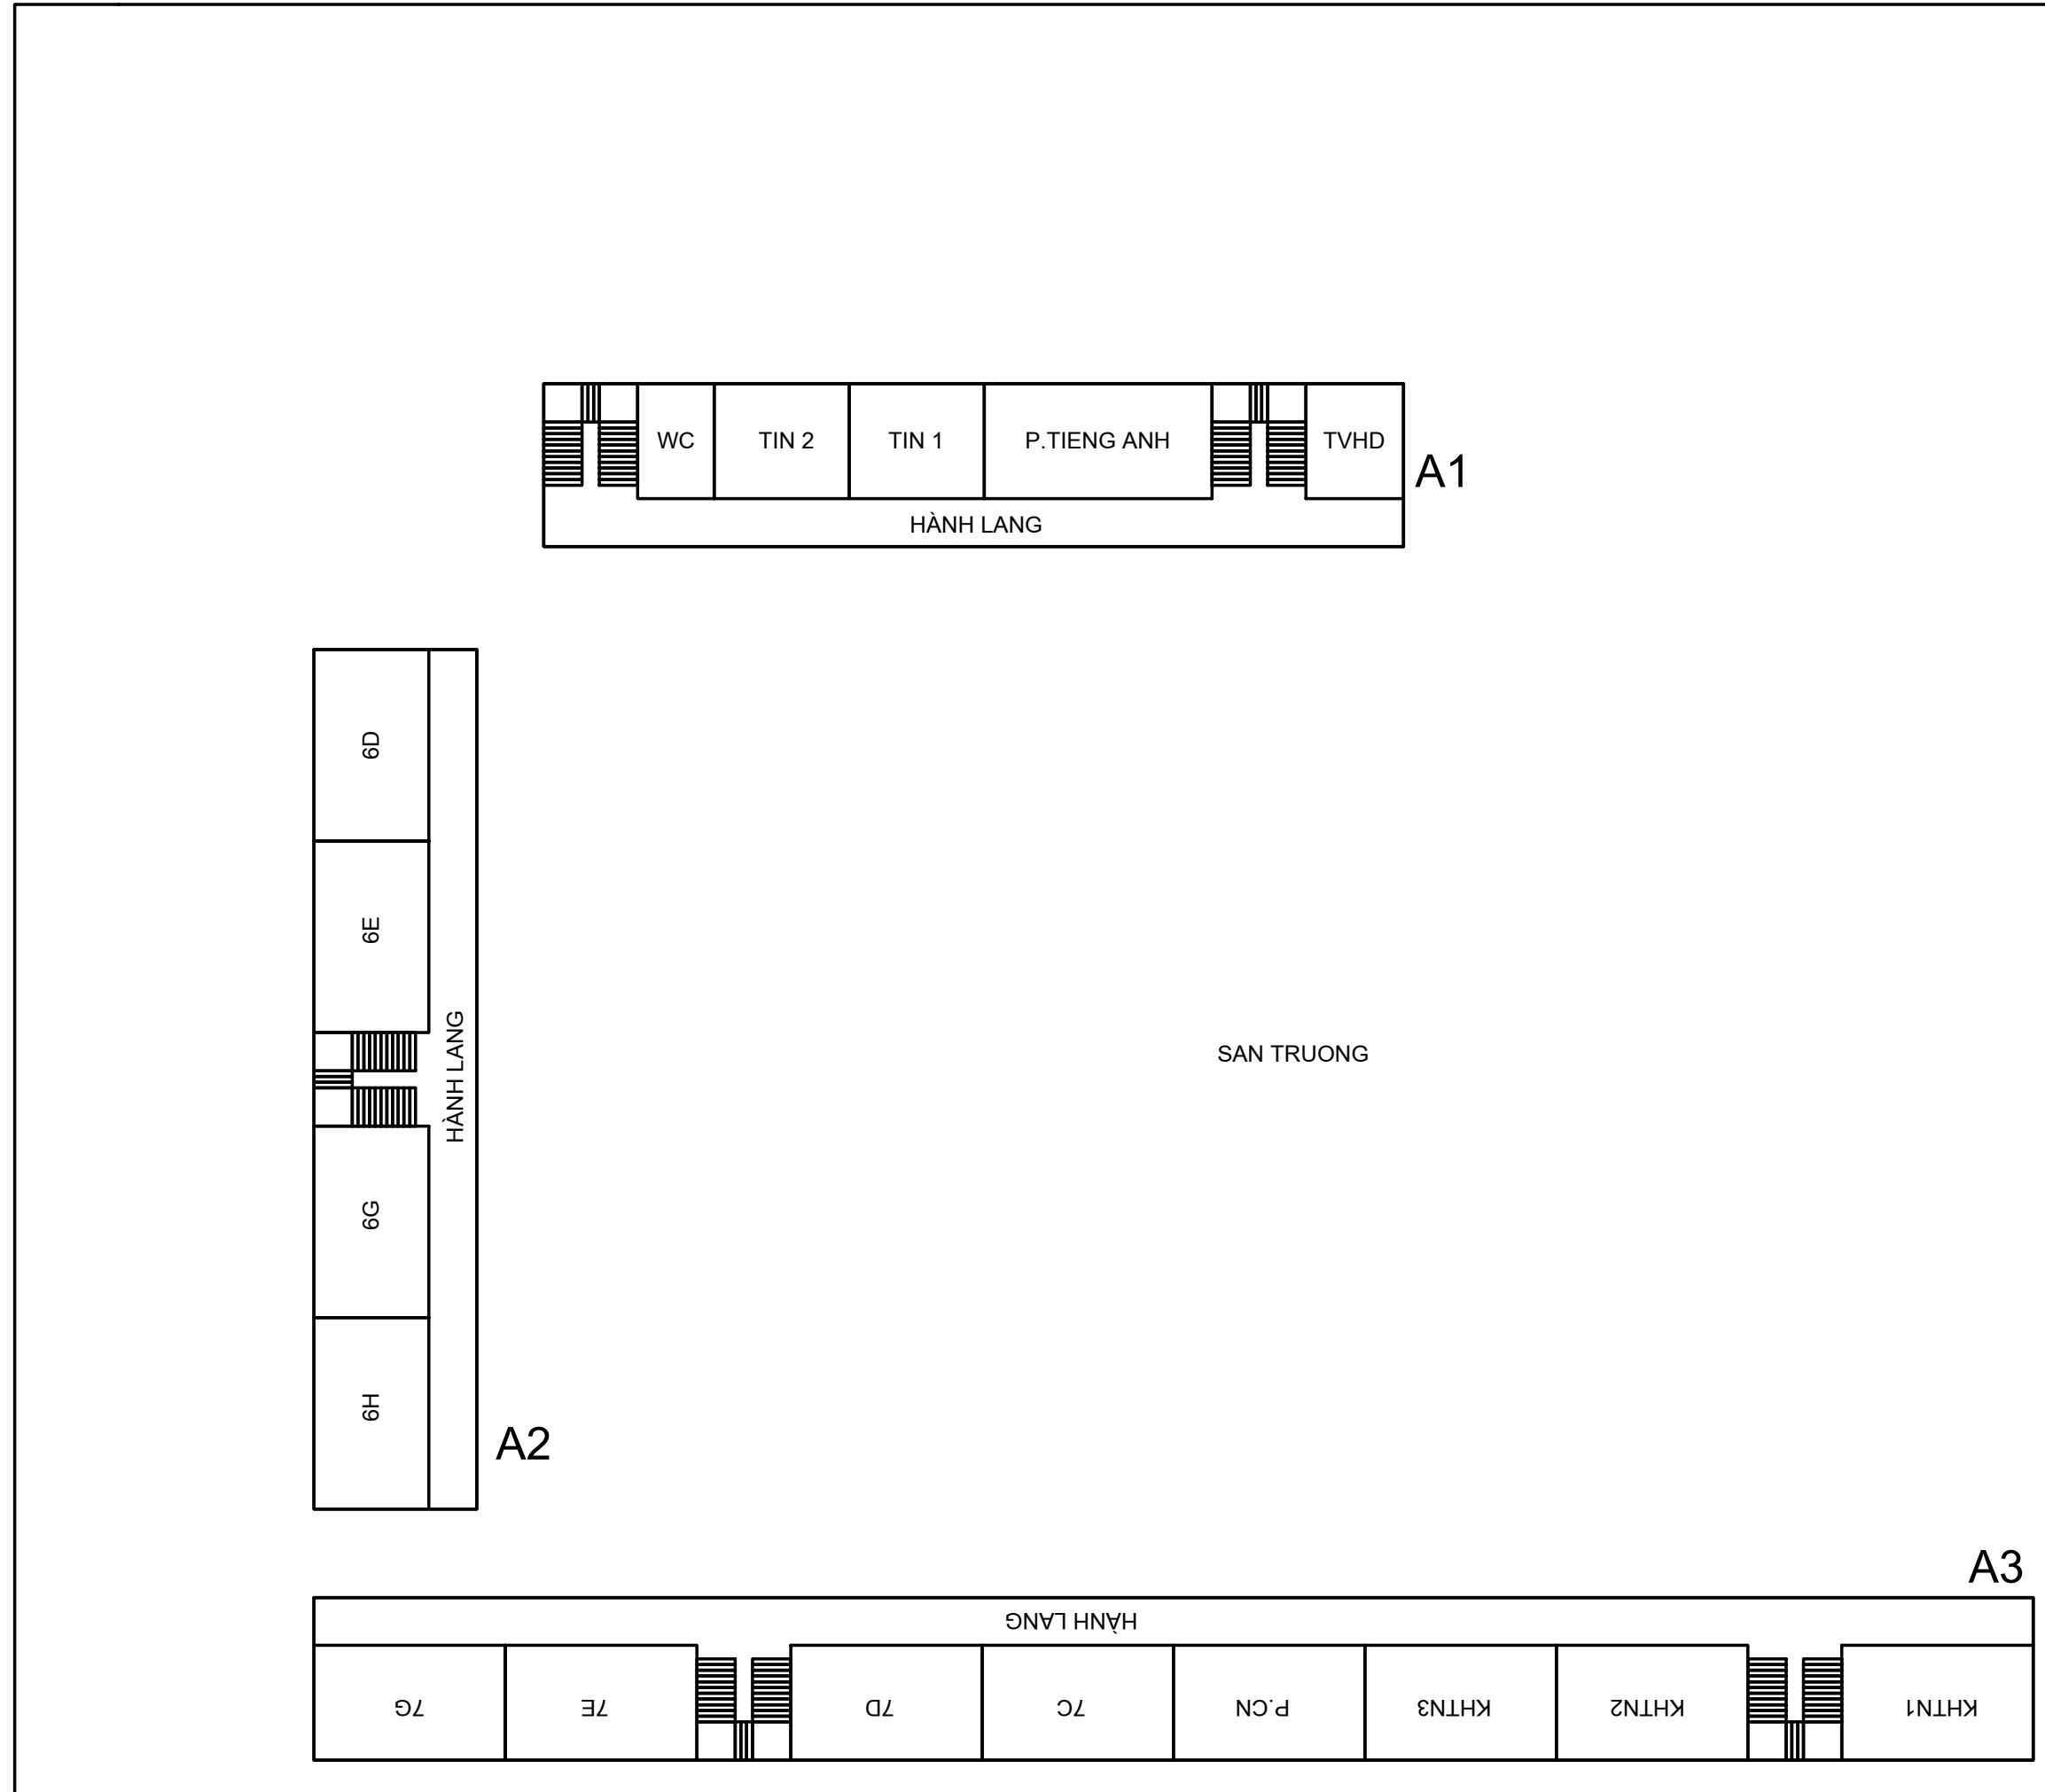 WC
TIN 2
TIN 1
P.TIENG ANH
TVHD
A1
HÀNH LANG
6D
6E
HÀNH LANG
6G
6H
A2
SAN TRUONG
A3
HÀNH LANG
7G
7E
7D
7C
P.CN
KHTN3
KHTN2
KHTN1